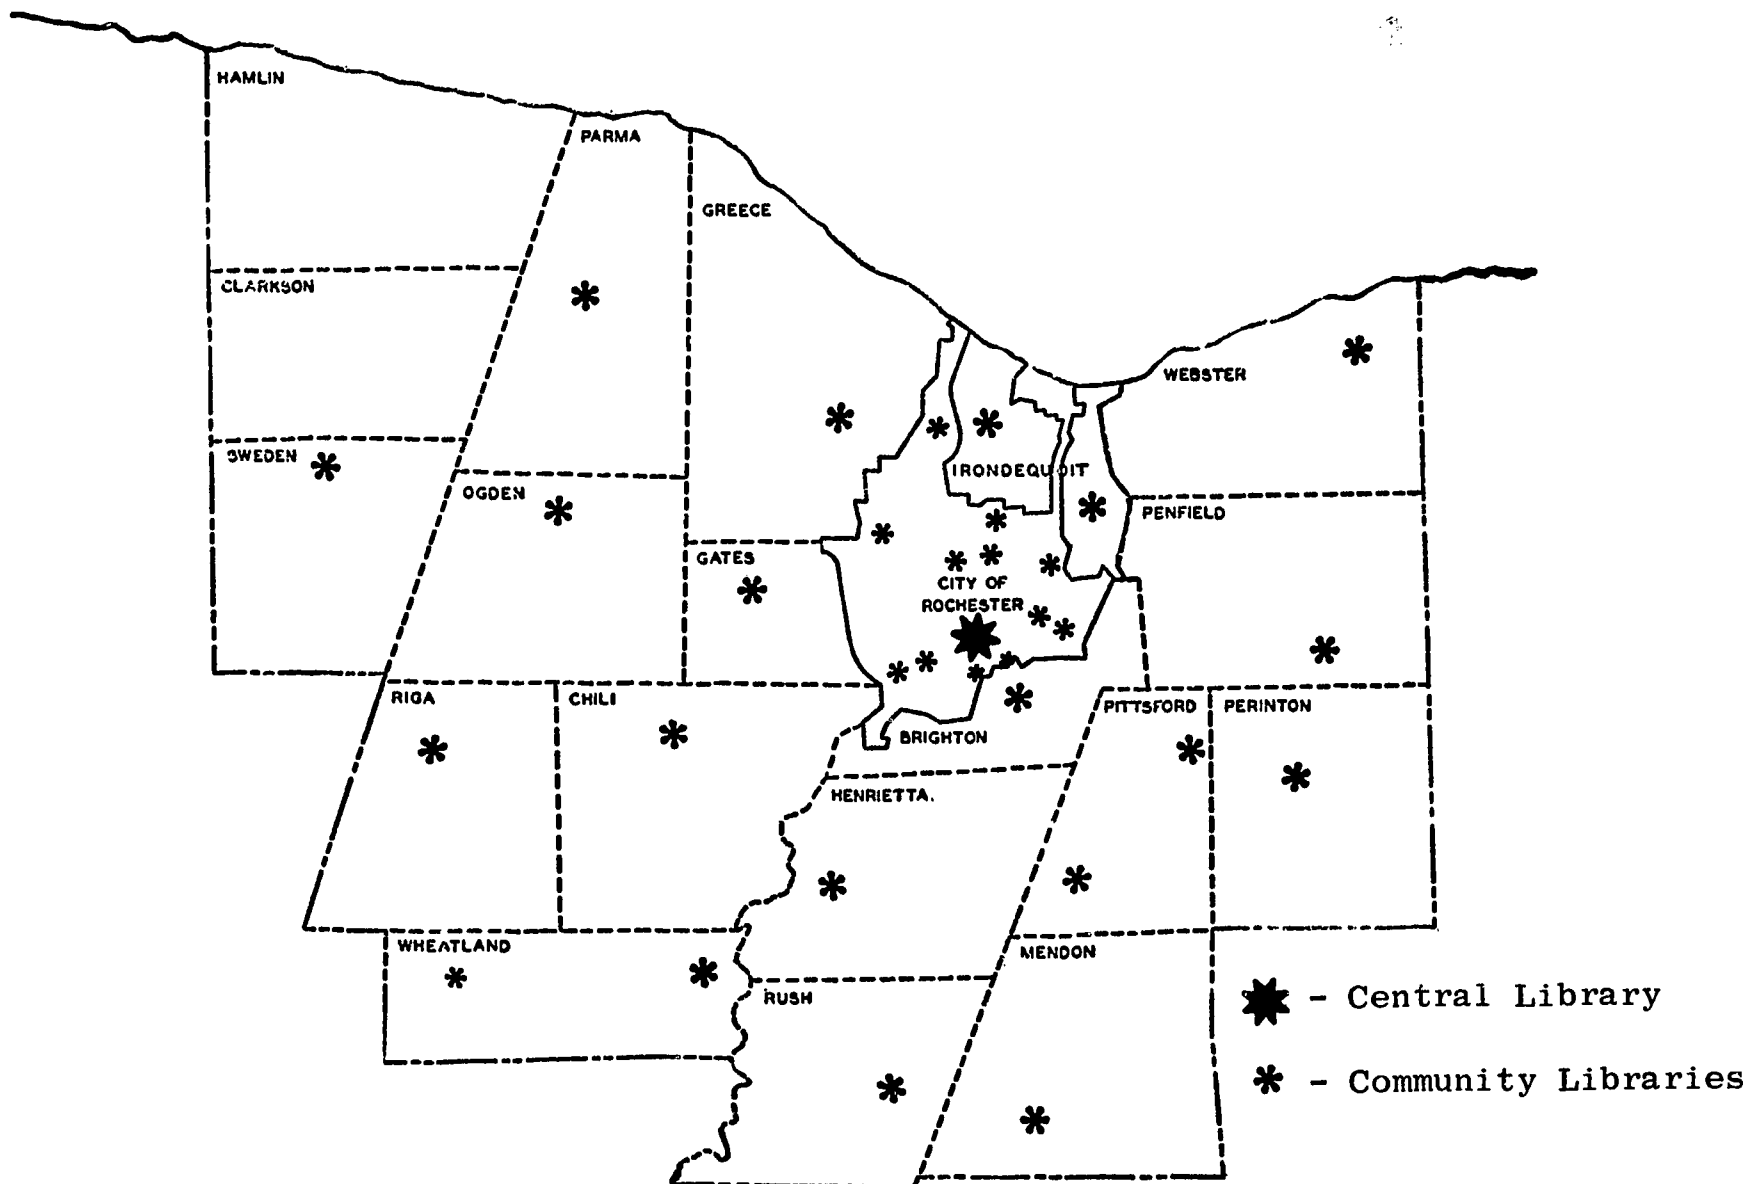 HAMLIN
PARMA
GREECE
CLARKSON
WEBSTER
SWEDEN
IRONDEQUOIT
OGDEN
PENFIELD
GATES
CITY OF
ROCHESTER
RIGA
CHILI
PITTSFORD
PERINTON
BRIGHTON
HENRIETTA.
WHEATLAND
MENDON
RUSH
- Central Library
- Community Libraries